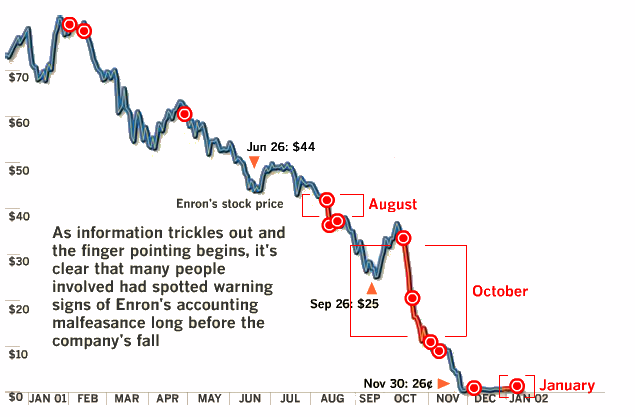 $70
$60
Jun 26: $44
$50
Enron's stock price
August
$40
As information trickles out and
the finger pointing begins, it's
clear that many people
involved had spotted warning
signs of Enron's accounting
malfeasance long before the
company's fall
$30
October
Sep 26: $25
$20
$10
Nov 30: 26¢
January
$0 JAN 01 FEB MAR APR MAY JUN JUL AUG SEP OCT NOV DEC JAN 02